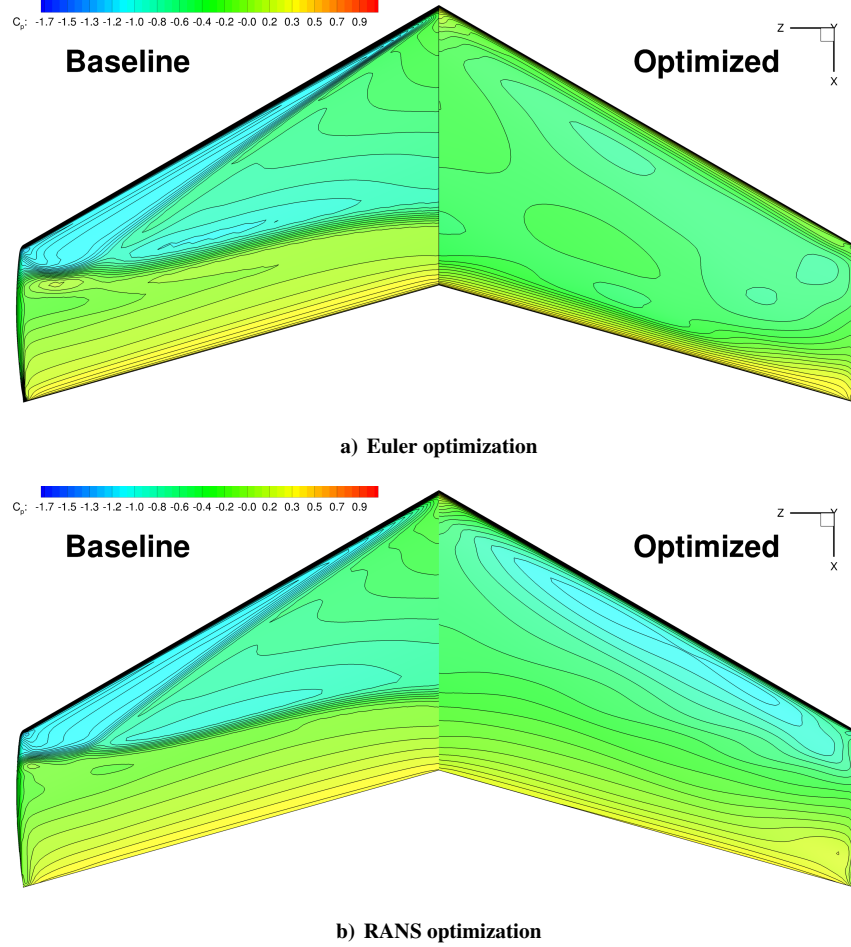 Cp: -1.7 -1.5 -1.3 -1.2 -1.0 -0.8 -0.6 -0.4 -0.2 -0.0 0.2 0.3 0.5 0.7 0.9
Baseline
Optimized
Z Y
X
a) Euler optimization
Cp: -1.7 -1.5 -1.3 -1.2 -1.0 -0.8 -0.6 -0.4 -0.2 -0.0 0.2 0.3 0.5 0.7 0.9
Baseline
Optimized
Z Y
X
b) RANS optimization